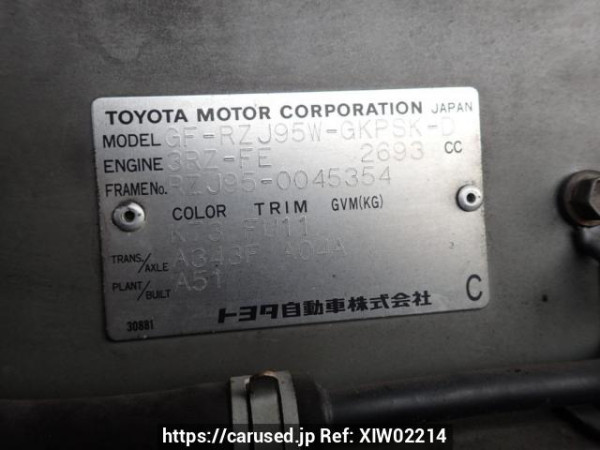 TOYOTA MOTOR CORPORATION JAPAN
MODEL GF-RZJ95W-GKPSK-D
ENGINE 3RZ-FE 2693 CC
FRAME No. RZJ95-0045354
COLOR TRIM GVM(KG)
TRANS/AXLE A343F A04A
PLANT/BUILT A51
トヨタ自動車株式会社 C
30881
https://carused.jp Ref: XIW02214